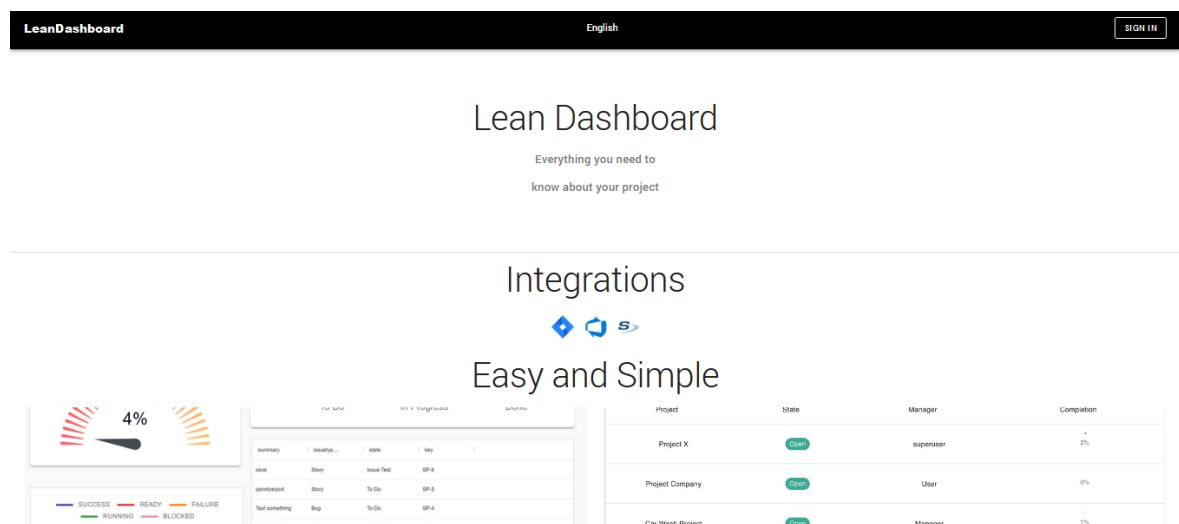 LeanDashboard English SIGN IN
Lean Dashboard
Everything you need to
know about your project
Integrations
Easy and Simple
4%
To Do In Progress Done
summary issuetyp... state key
okok Story Issue Test SP-6
Story To Do SP-5
Test something Bug To-Do SP-4
SUCCESS READY FAILURE
RUNNING BLOCKED
Project State Manager Completion
Project X Open superuser 2%
Project Company Open User 0%
Car Wash Project Open Manager 1%